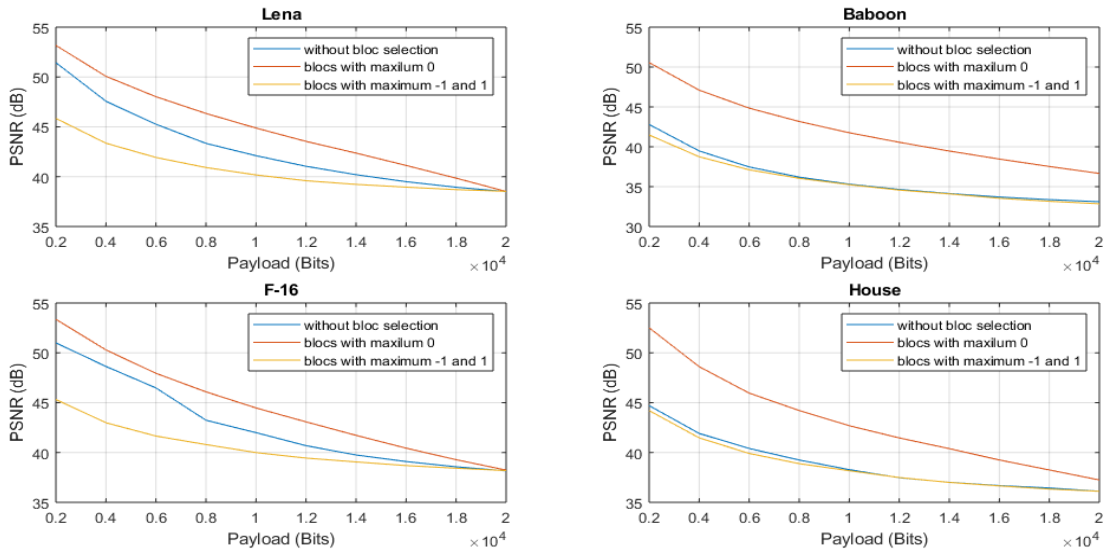 Lena
55
50
45
40
35
PSNR (dB)
without bloc selection
blocs with maxilum 0
blocs with maximum -1 and 1
0.2 0.4 0.6 0.8 1 1.2 1.4 1.6 1.8 2
Payload (Bits)
×10^4
Baboon
55
50
45
40
35
30
PSNR (dB)
without bloc selection
blocs with maxilum 0
blocs with maximum -1 and 1
0.2 0.4 0.6 0.8 1 1.2 1.4 1.6 1.8 2
Payload (Bits)
×10^4
F-16
55
50
45
40
35
PSNR (dB)
without bloc selection
blocs with maxilum 0
blocs with maximum -1 and 1
0.2 0.4 0.6 0.8 1 1.2 1.4 1.6 1.8 2
Payload (Bits)
×10^4
House
55
50
45
40
35
PSNR (dB)
without bloc selection
blocs with maxilum 0
blocs with maximum -1 and 1
0.2 0.4 0.6 0.8 1 1.2 1.4 1.6 1.8 2
Payload (Bits)
×10^4